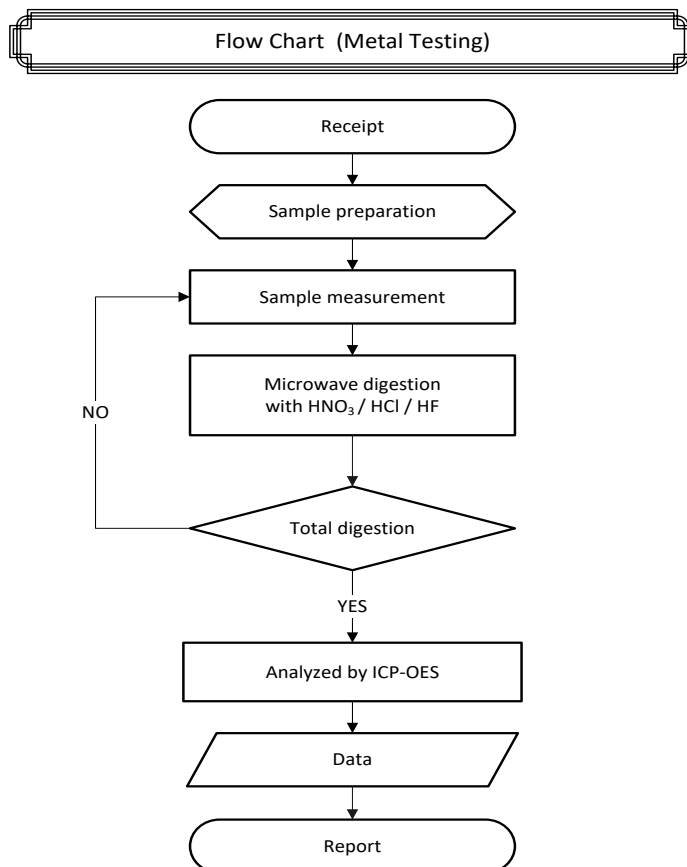 Flow Chart (Metal Testing)
Receipt
Sample preparation
Sample measurement
Microwave digestion
with HNO₃ / HCl / HF
NO
Total digestion
YES
Analyzed by ICP-OES
Data
Report